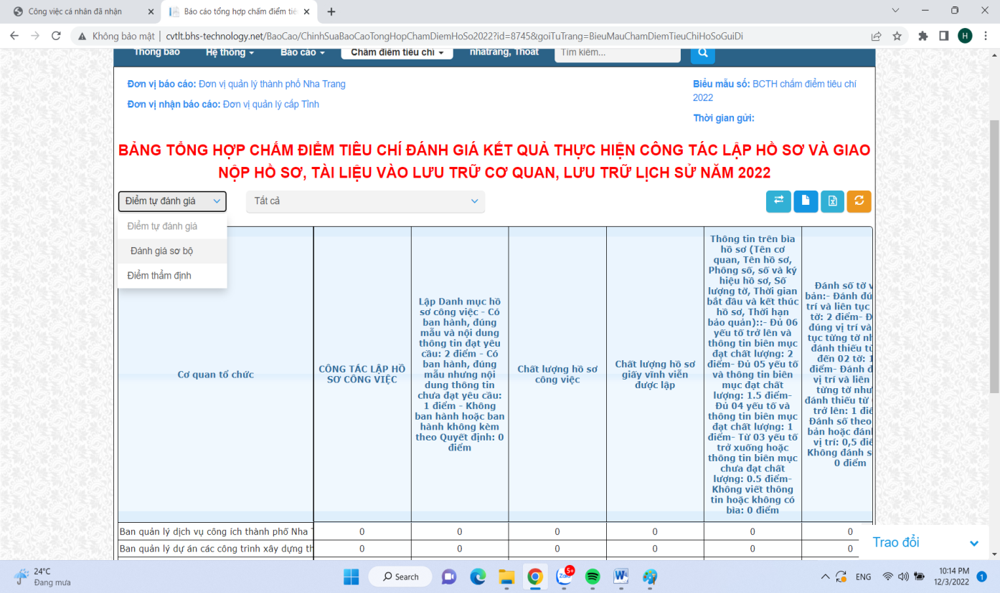 Công việc cá nhân đã nhận
Báo cáo tổng hợp chấm điểm tiê
Không bảo mật | cvtlt.bhs-technology.net/BaoCao/ChinhSuaBaoCaoTongHopChamDiemHoSo2022?id=8745&goiTuTrang=BieuMauChamDiemTieuChiHoSoGuiDi
H
Thông báo Hệ thống Báo cáo Chấm điểm tiêu chí nhatrang, Thoát Tìm kiếm...
Đơn vị báo cáo: Đơn vị quản lý thành phố Nha Trang
Đơn vị nhận báo cáo: Đơn vị quản lý cấp Tỉnh
Biểu mẫu số: BCTH chấm điểm tiêu chí
2022
Thời gian gửi:
BẢNG TỔNG HỢP CHẤM ĐIỂM TIÊU CHÍ ĐÁNH GIÁ KẾT QUẢ THỰC HIỆN CÔNG TÁC LẬP HỒ SƠ VÀ GIAO
NỘP HỒ SƠ, TÀI LIỆU VÀO LƯU TRỮ CƠ QUAN, LƯU TRỮ LỊCH SỬ NĂM 2022
Điểm tự đánh giá
Tất cả
Điểm tự đánh giá
Đánh giá sơ bộ
Điểm thẩm định
Cơ quan tổ chức
CÔNG TÁC LẬP HỒ
SƠ CÔNG VIỆC
Lập Danh mục hồ
sơ công việc - Có
ban hành, đúng
mẫu và nội dung
thông tin đạt yêu
cầu: 2 điểm - Có
ban hành, đúng
mẫu nhưng nội
dung thông tin
chưa đạt yêu cầu:
1 điểm - Không
ban hành hoặc ban
hành không kèm
theo Quyết định: 0
điểm
Chất lượng hồ sơ
công việc
Chất lượng hồ sơ
giấy vĩnh viễn
được lập
Thông tin trên bìa
hồ sơ (Tên cơ
quan, Tên hồ sơ,
Phông số, số và ký
hiệu hồ sơ, Số
lượng tờ, Thời gian
bắt đầu và kết thúc
hồ sơ, Thời hạn
bảo quản)::- Đủ 06
yếu tố trở lên và
thông tin biên mục
đạt chất lượng: 2
điểm- Đủ 05 yếu tố
và thông tin biên
mục đạt chất
lượng: 1.5 điểm-
Đủ 04 yếu tố và
thông tin biên mục
đạt chất lượng: 1
điểm- Từ 03 yếu tố
trở xuống hoặc
thông tin biên mục
chưa đạt chất
lượng: 0.5 điểm-
Không viết thông
tin hoặc không có
bìa: 0 điểm
Đánh số tờ v
bản:- Đánh đú
trí và liên tục
tờ: 2 điểm- Đ
đúng vị trí và
tục từng tờ nh
đánh thiếu từ
đến 02 tờ: 1
điểm- Đánh đ
vị trí và liên
từng tờ như
đánh thiếu từ
trở lên: 1 điể
Đánh số theo
bản hoặc đánh
vị trí: 0,5 điể
Không đánh s
0 điểm
Ban quản lý dịch vụ công ích thành phố Nha 0 0 0 0 0 0
Ban quản lý dự án các công trình xây dựng th 0 0 0 0 0 0
Trao đổi
24°C
Đang mưa
Search
Zalo
5+
ENG
10:14 PM
12/3/2022
1